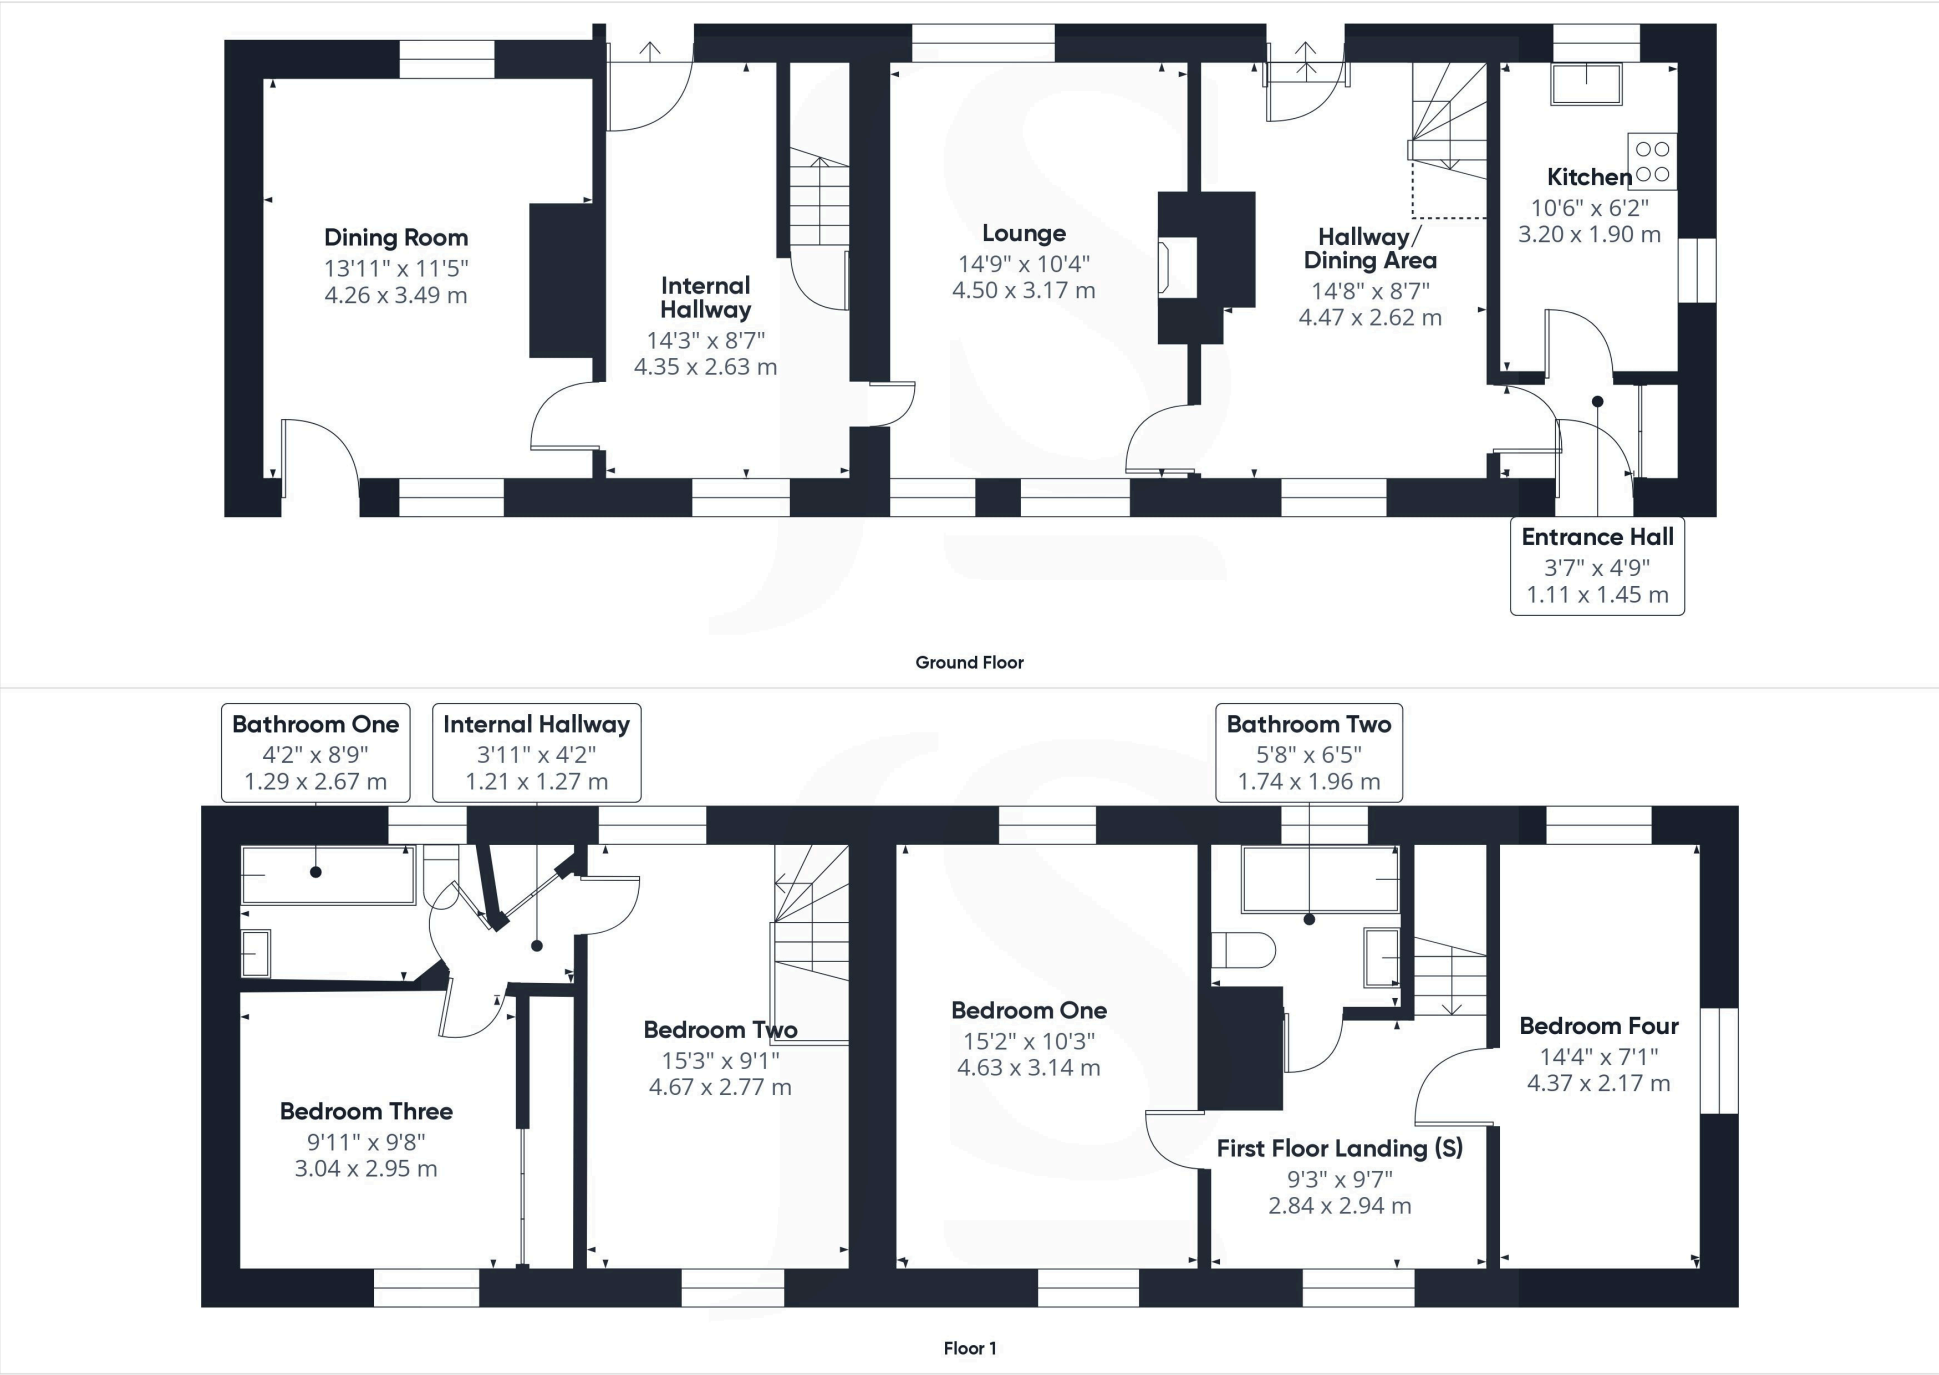 Dining Room
13'11" x 11'5"
4.26 x 3.49 m
Internal
Hallway
14'3" x 8'7"
4.35 x 2.63 m
Lounge
14'9" x 10'4"
4.50 x 3.17 m
Hallway/
Dining Area
14'8" x 8'7"
4.47 x 2.62 m
Kitchen
10'6" x 6'2"
3.20 x 1.90 m
Entrance Hall
3'7" x 4'9"
1.11 x 1.45 m
Ground Floor
Bathroom One
4'2" x 8'9"
1.29 x 2.67 m
Internal Hallway
3'11" x 4'2"
1.21 x 1.27 m
Bathroom Two
5'8" x 6'5"
1.74 x 1.96 m
Bedroom Three
9'11" x 9'8"
3.04 x 2.95 m
Bedroom Two
15'3" x 9'1"
4.67 x 2.77 m
Bedroom One
15'2" x 10'3"
4.63 x 3.14 m
First Floor Landing (S)
9'3" x 9'7"
2.84 x 2.94 m
Bedroom Four
14'4" x 7'1"
4.37 x 2.17 m
Floor 1